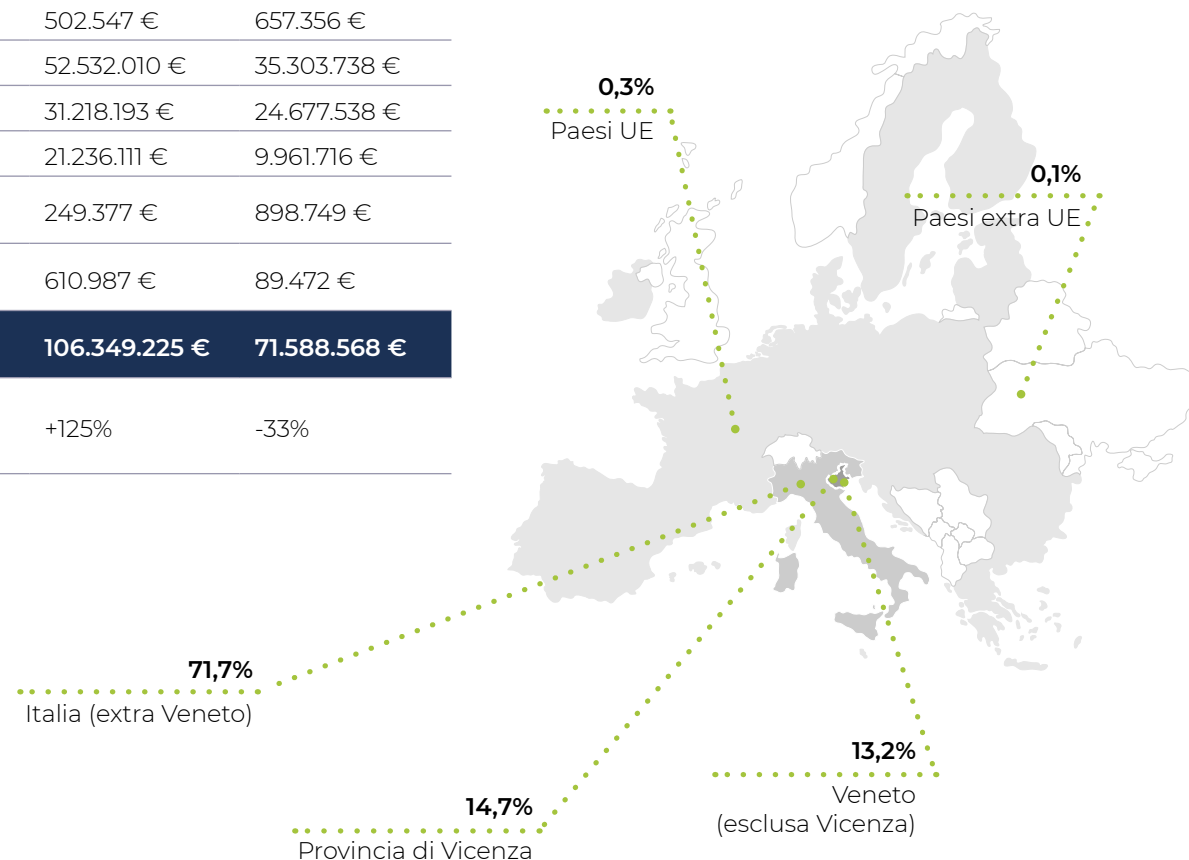 502.547 € 657.356 €
52.532.010 € 35.303.738 €
31.218.193 € 24.677.538 €
21.236.111 € 9.961.716 €
249.377 € 898.749 €
610.987 € 89.472 €
106.349.225 € 71.588.568 €
+125% -33%
0,3%
Paesi UE
0,1%
Paesi extra UE
71,7%
Italia (extra Veneto)
14,7%
Provincia di Vicenza
13,2%
Veneto
(esclusa Vicenza)